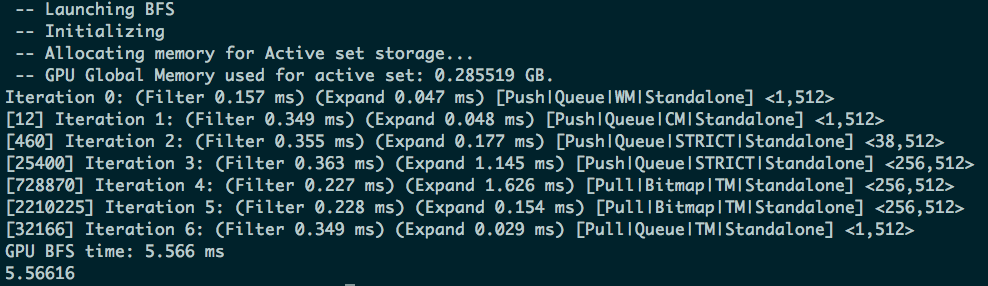 -- Launching BFS
-- Initializing
-- Allocating memory for Active set storage...
-- GPU Global Memory used for active set: 0.285519 GB.
Iteration 0: (Filter 0.157 ms) (Expand 0.047 ms) [Push|Queue|WM|Standalone] <1,512>
[12] Iteration 1: (Filter 0.349 ms) (Expand 0.048 ms) [Push|Queue|CM|Standalone] <1,512>
[460] Iteration 2: (Filter 0.355 ms) (Expand 0.177 ms) [Push|Queue|STRICT|Standalone] <38,512>
[25400] Iteration 3: (Filter 0.363 ms) (Expand 1.145 ms) [Push|Queue|STRICT|Standalone] <256,512>
[728870] Iteration 4: (Filter 0.227 ms) (Expand 1.626 ms) [Pull|Bitmap|TM|Standalone] <256,512>
[2210225] Iteration 5: (Filter 0.228 ms) (Expand 0.154 ms) [Pull|Bitmap|TM|Standalone] <256,512>
[32166] Iteration 6: (Filter 0.349 ms) (Expand 0.029 ms) [Pull|Queue|TM|Standalone] <1,512>
GPU BFS time: 5.566 ms
5.56616